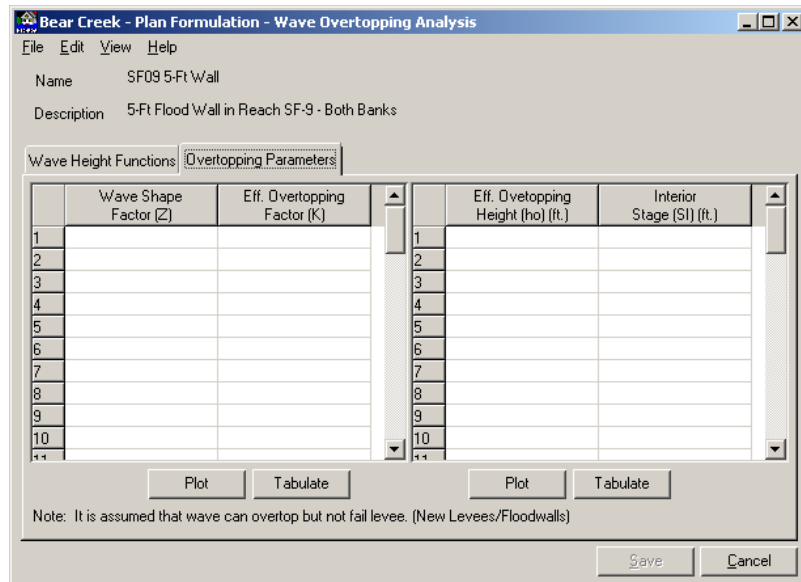 Bear Creek - Plan Formulation - Wave Overtopping Analysis
File Edit View Help
Name SF09 5-Ft Wall
Description 5-Ft Flood Wall in Reach SF-9 - Both Banks
Wave Height Functions Overtopping Parameters
Wave Shape Factor (Z) Eff. Overtopping Factor (K) Eff. Ovetopping Height (ho) (ft.) Interior Stage (SI) (ft.)
1 1
2 2
3 3
4 4
5 5
6 6
7 7
8 8
9 9
10 10
11 11
Plot Tabulate Plot Tabulate
Note: It is assumed that wave can overtop but not fail levee. (New Levees/Floodwalls)
Save Cancel